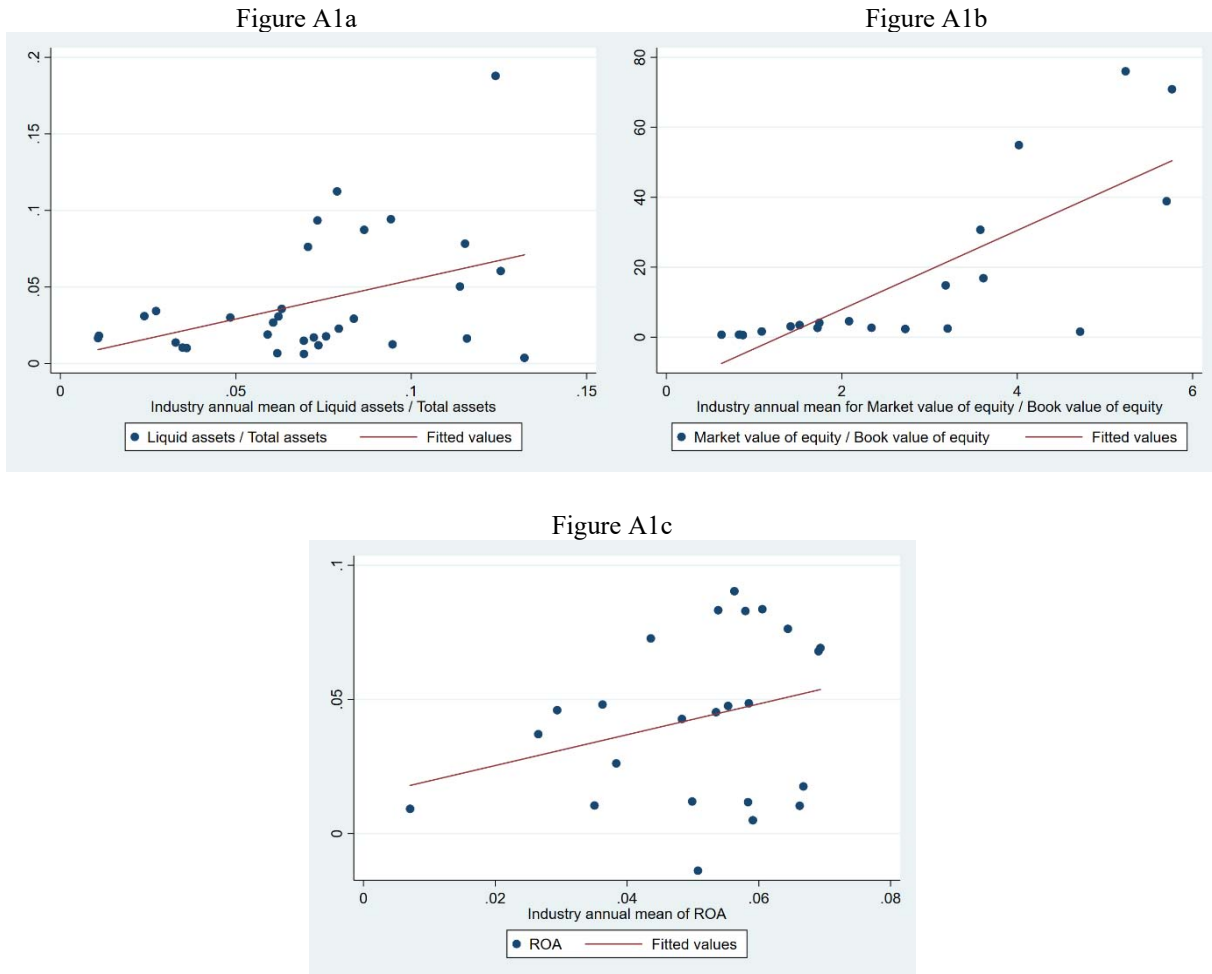 Figure A1a
.2
.15
.1
.05
0
0
.05
.1
.15
Industry annual mean of Liquid assets / Total assets
Liquid assets / Total assets
Fitted values
Figure A1b
80
60
40
20
0
0
2
4
6
Industry annual mean for Market value of equity / Book value of equity
Market value of equity / Book value of equity
Fitted values
Figure A1c
.1
.05
0
0
.02
.04
.06
.08
Industry annual mean of ROA
ROA
Fitted values